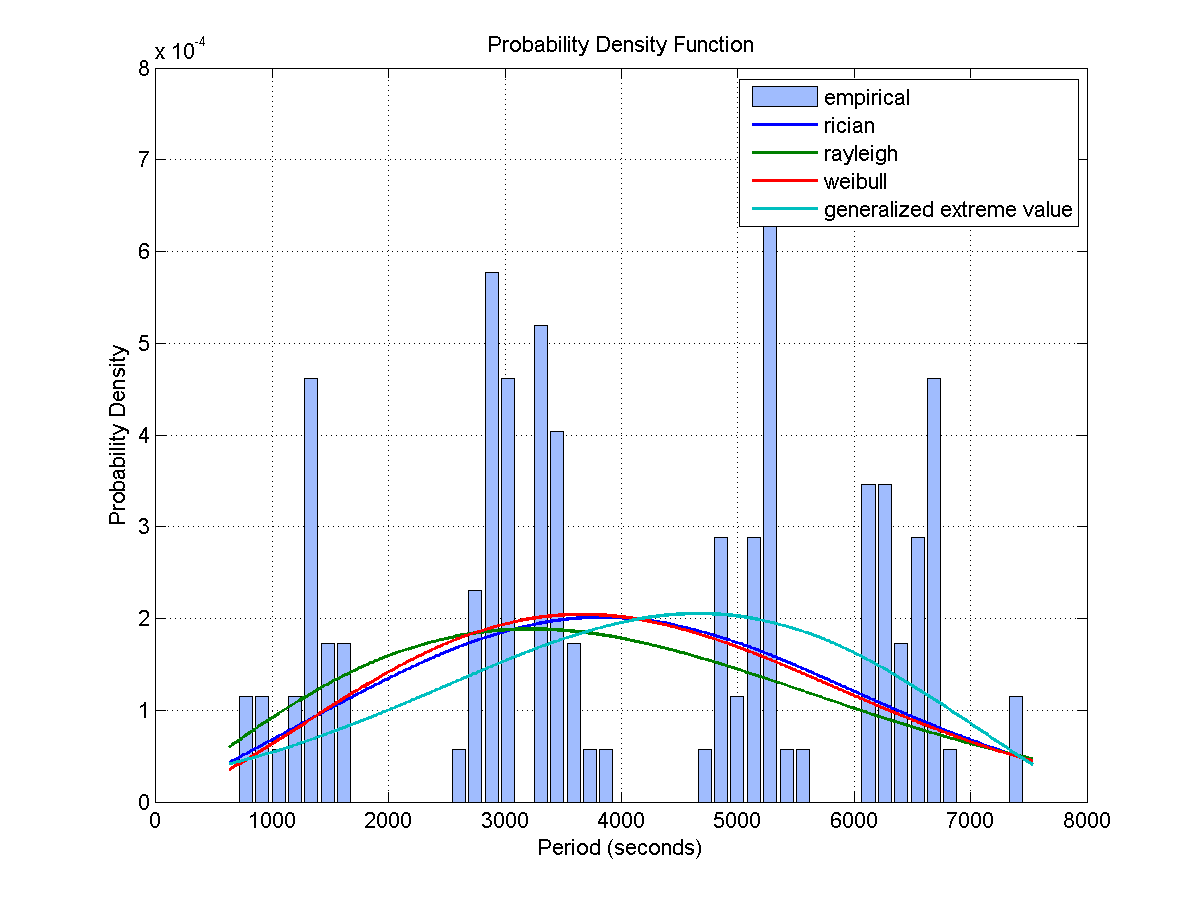 Probability Density Function
x 10^-4
8
7
6
5
4
3
2
1
0
Probability Density
empirical
rician
rayleigh
weibull
generalized extreme value
0 1000 2000 3000 4000 5000 6000 7000 8000
Period (seconds)